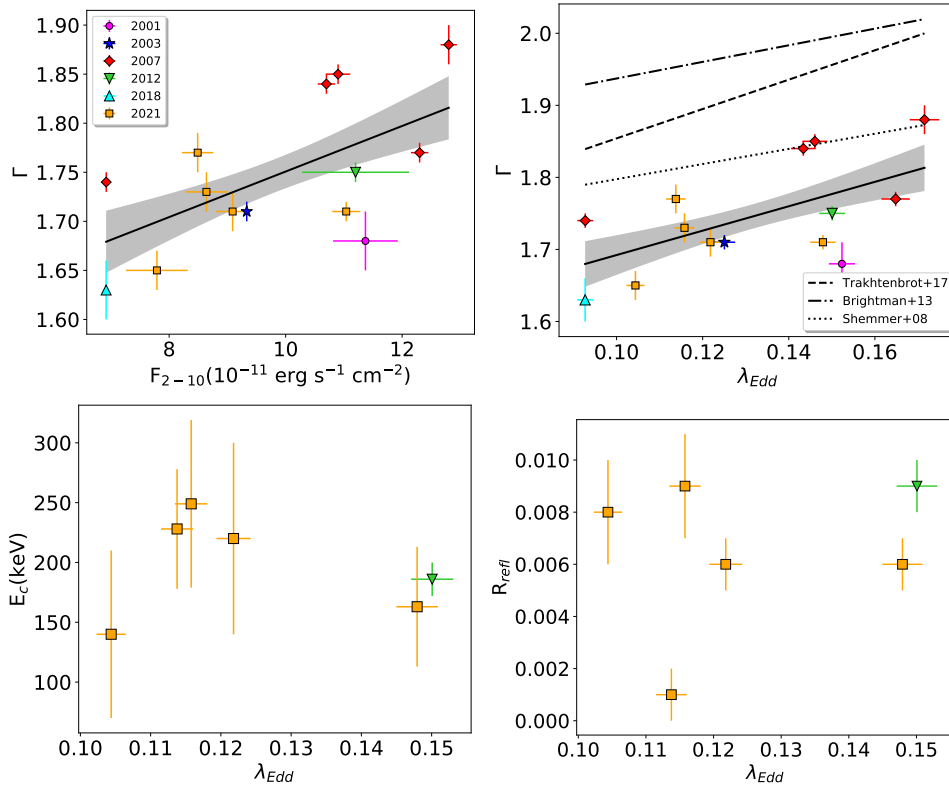 1.90
1.85
1.80
1.75
1.70
1.65
1.60
Γ
2001
2003
2007
2012
2018
2021
8 10 12
F₂₋₁₀(10⁻¹¹ erg s⁻¹ cm⁻²)
2.0
1.9
1.8
1.7
1.6
Γ
Trakhtenbrot+17
Brightman+13
Shemmer+08
0.10 0.12 0.14 0.16
λ_Edd
300
250
200
150
100
E_c(keV)
0.10 0.11 0.12 0.13 0.14 0.15
λ_Edd
0.010
0.008
0.006
0.004
0.002
0.000
R_refl
0.10 0.11 0.12 0.13 0.14 0.15
λ_Edd